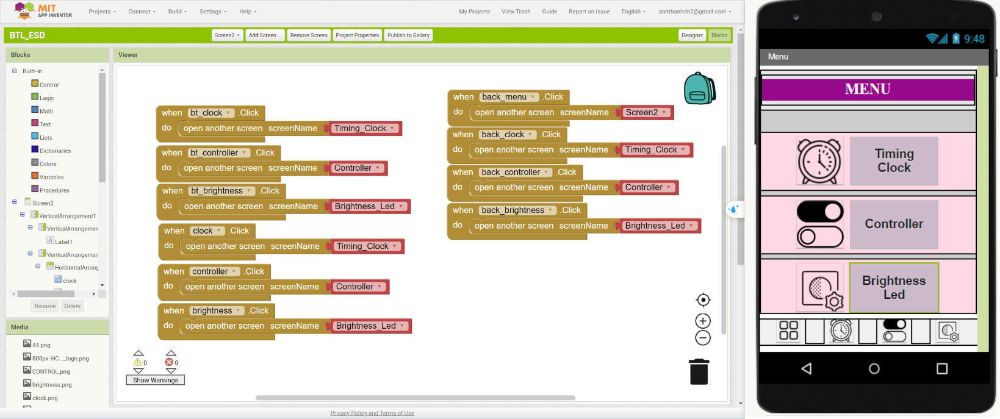 MIT
APP INVENTOR
Projects
Connect
Build
Settings
Help
My Projects
View Trash
Guide
Report an Issue
English
anhthanhdn2@gmail.com
BTL_ESD
Screen2
Add Screen ...
Remove Screen
Project Properties
Publish to Gallery
Designer
Blocks
Blocks
Built-in
Control
Logic
Math
Text
Lists
Dictionaries
Colors
Variables
Procedures
Screen2
VerticalArrangement1
VerticalArrangemen
A Label1
VerticalArrangemen
HorizontalArrang
clock
Rename
Delete
Media
44.png
800px-HC..._logo.png
CONTROL.png
brightness.png
clock.png
Viewer
when bt_clock .Click
do open another screen screenName Timing_Clock
when bt_controller .Click
do open another screen screenName Controller
when bt_brightness .Click
do open another screen screenName Brightness_Led
when clock .Click
do open another screen screenName Timing_Clock
when controller .Click
do open another screen screenName Controller
when brightness .Click
do open another screen screenName Brightness_Led
when back_menu .Click
do open another screen screenName Screen2
when back_clock .Click
do open another screen screenName Timing_Clock
when back_controller .Click
do open another screen screenName Controller
when back_brightness .Click
do open another screen screenName Brightness_Led
0
0
Show Warnings
Privacy Policy and Terms of Use
9:48
Menu
MENU
Timing
Clock
Controller
Brightness
Led